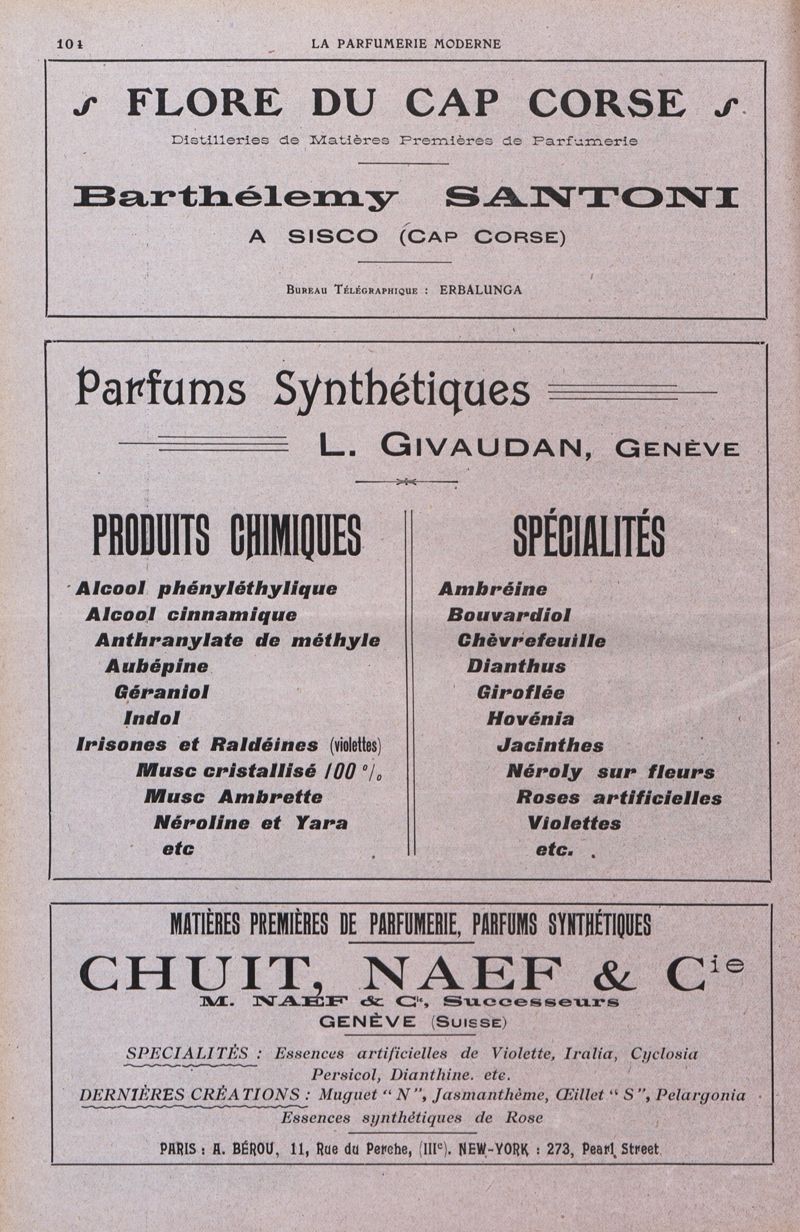 104
LA PARFUMERIE MODERNE
FLORE DU CAP CORSE
Distilleries de Matières Premières de Parfumerie
Barthélemy SANTONI
A SISCO (CAP CORSE)
BUREAU TÉLÉGRAPHIQUE : ERBALUNGA
Parfums Synthétiques
L. GIVAUDAN, GENÈVE
PRODUITS CHIMIQUES
Alcool phényléthylique
Alcool cinnamique
Anthranylate de méthyle
Aubépine
Géraniol
Indol
Irisones et Raldéines (violettes)
Musc cristallisé 100 %
Musc Ambrette
Néroline et Yara
etc
SPÉCIALITÉS
Ambréine
Bouvardiol
Chèvrefeuille
Dianthus
Giroflée
Hovénia
Jacinthes
Néroly sur fleurs
Roses artificielles
Violettes
etc.
MATIÈRES PREMIÈRES DE PARFUMERIE, PARFUMS SYNTHÉTIQUES
CHUIT, NAEF & Cie
M. NAEF & Cie, Successeurs
GENÈVE (SUISSE)
SPECIALITÉS : Essences artificielles de Violette, Iralia, Cyclosia
Persicol, Dianthine. etc.
DERNIÈRES CRÉATIONS : Muguet “ N ”, Jasmanthème, Œillet “ S ”, Pelargonia
Essences synthétiques de Rose
PARIS : A. BÉROU, 11, Rue du Perche, (IIIe). NEW-YORK : 273, Pearl Street